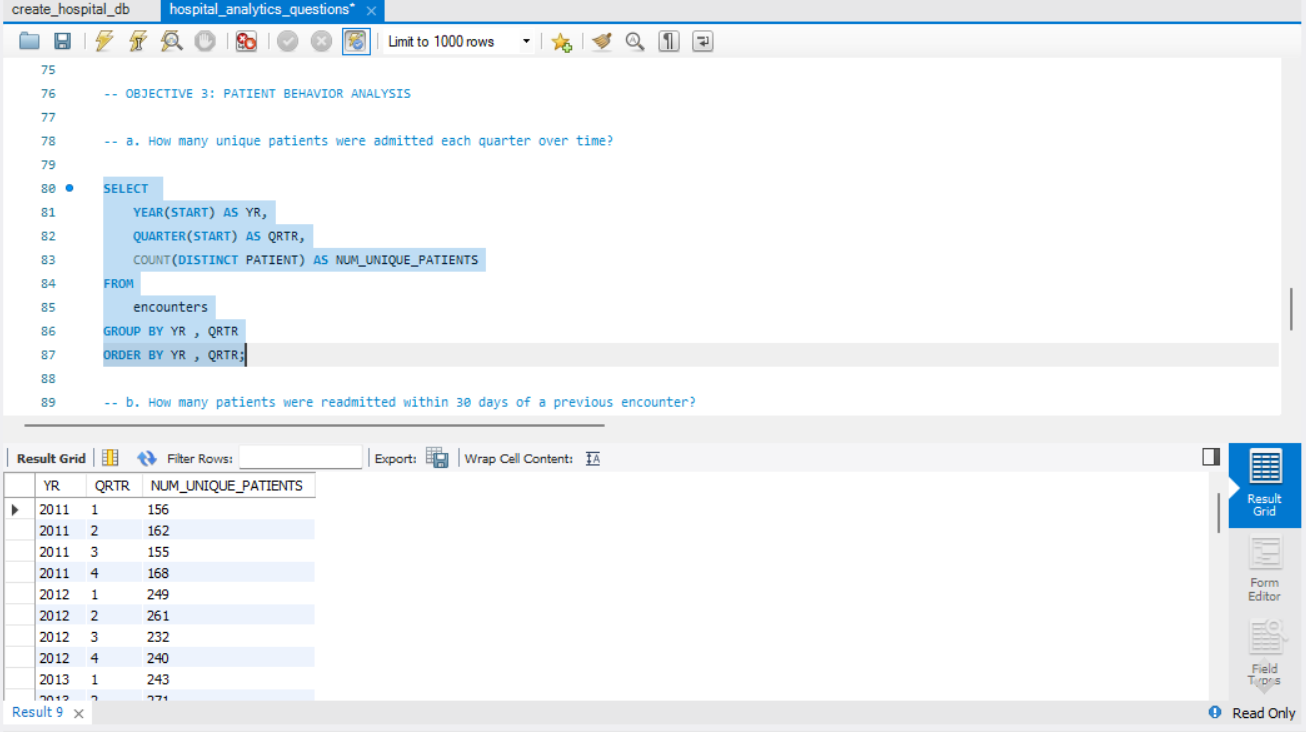 create_hospital_db hospital_analytics_questions*
Limit to 1000 rows
75
76 -- OBJECTIVE 3: PATIENT BEHAVIOR ANALYSIS
77
78 -- a. How many unique patients were admitted each quarter over time?
79
80 SELECT
81 YEAR(START) AS YR,
82 QUARTER(START) AS QRTR,
83 COUNT(DISTINCT PATIENT) AS NUM_UNIQUE_PATIENTS
84 FROM
85 encounters
86 GROUP BY YR , QRTR
87 ORDER BY YR , QRTR;
88
89 -- b. How many patients were readmitted within 30 days of a previous encounter?
Result Grid Filter Rows: Export: Wrap Cell Content:
YR QRTR NUM_UNIQUE_PATIENTS
2011 1 156
2011 2 162
2011 3 155
2011 4 168
2012 1 249
2012 2 261
2012 3 232
2012 4 240
2013 1 243
2013 2 271
Result
Grid
Form
Editor
Field
Types
Result 9
Read Only